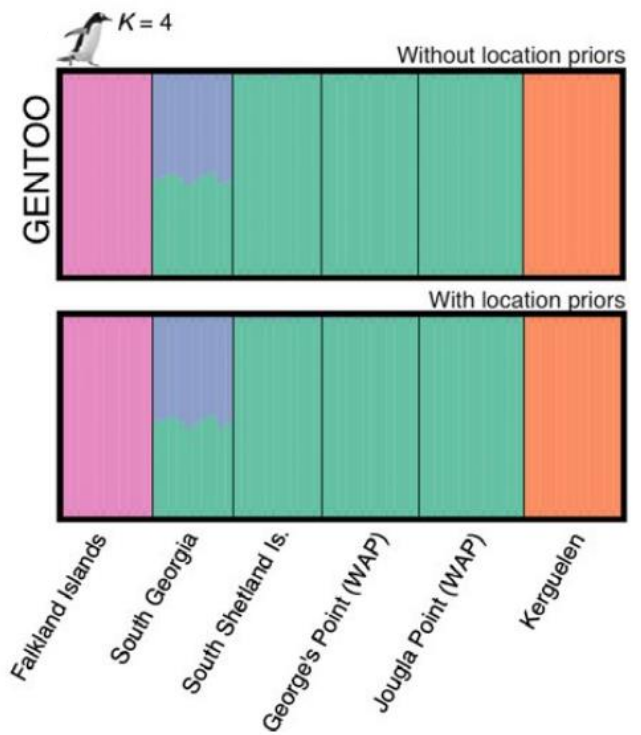 K = 4
Without location priors
GENTOO
With location priors
Falkland Islands
South Georgia
South Shetland Is.
George's Point (WAP)
Jougla Point (WAP)
Kerguelen